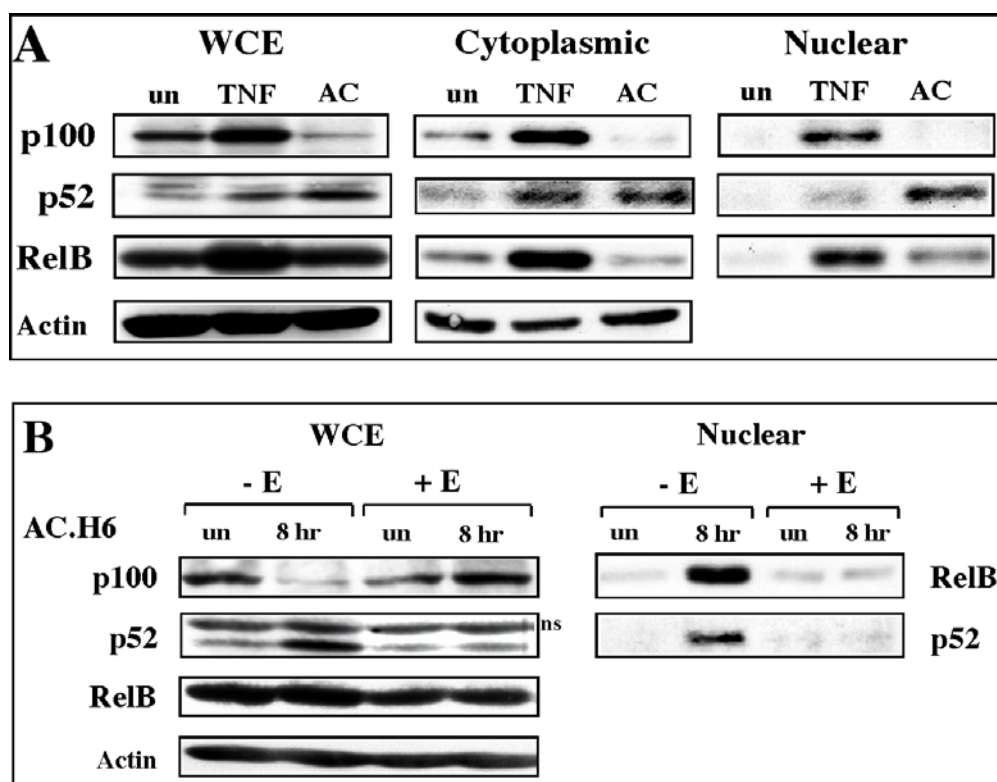 A
WCE Cytoplasmic Nuclear
un TNF AC un TNF AC un TNF AC
p100
p52
RelB
Actin
B
WCE Nuclear
- E + E - E + E
AC.H6 un 8 hr un 8 hr un 8 hr un 8 hr
p100 RelB
p52 ns p52
RelB
Actin